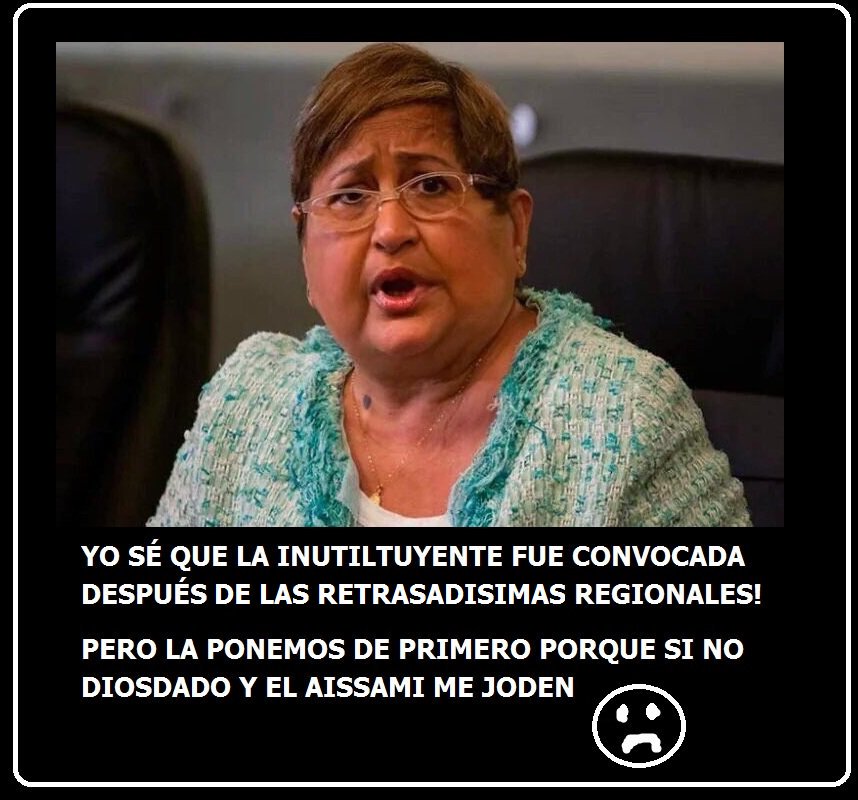 YO SÉ QUE LA INUTILTUYENTE FUE CONVOCADA
DESPUÉS DE LAS RETRASADISIMAS REGIONALES!
PERO LA PONEMOS DE PRIMERO PORQUE SI NO
DIOSDADO Y EL AISSAMI ME JODEN